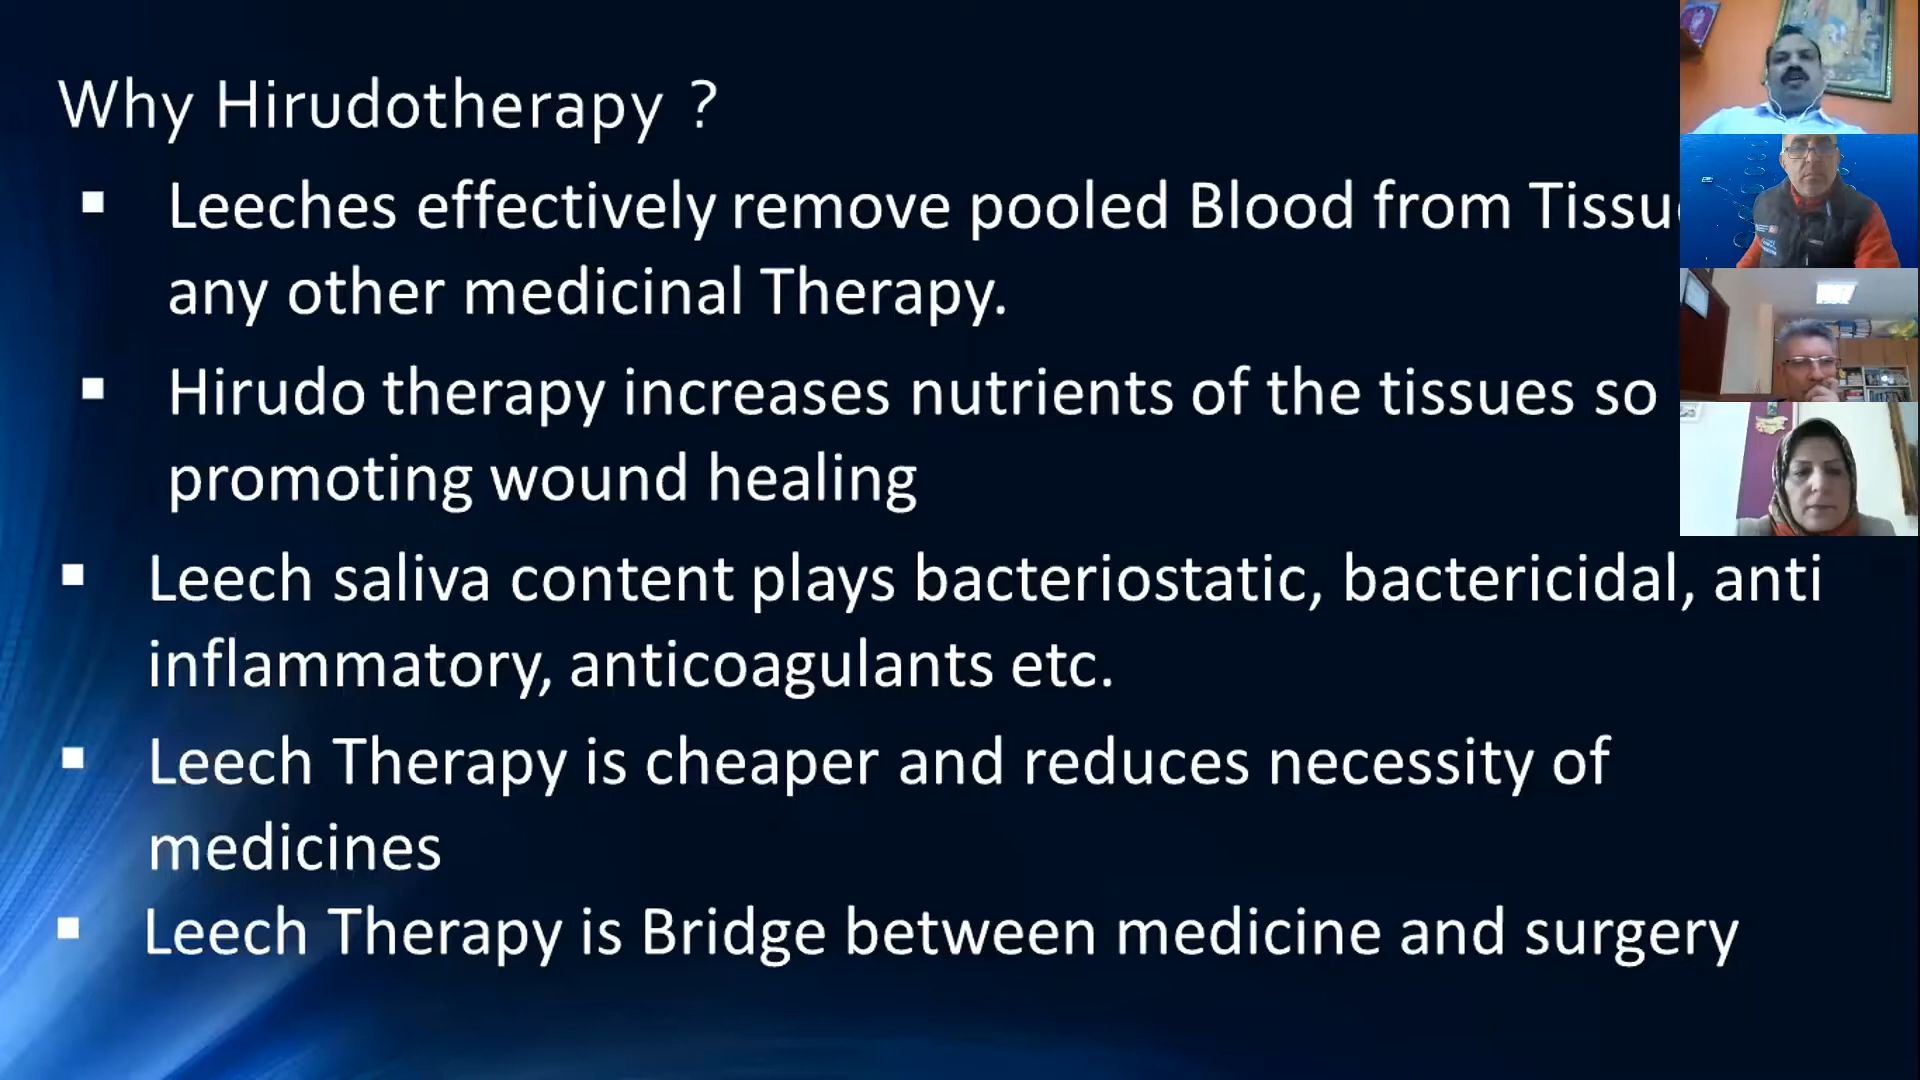 Why Hirudotherapy ?
▪ Leeches effectively remove pooled Blood from
any other medicinal Therapy.
▪ Hirudo therapy increases nutrients of the tissues so
promoting wound healing
▪ Leech saliva content plays bacteriostatic, bactericidal, anti
inflammatory, anticoagulants etc.
▪ Leech Therapy is cheaper and reduces necessity of
medicines
▪ Leech Therapy is Bridge between medicine and surgery